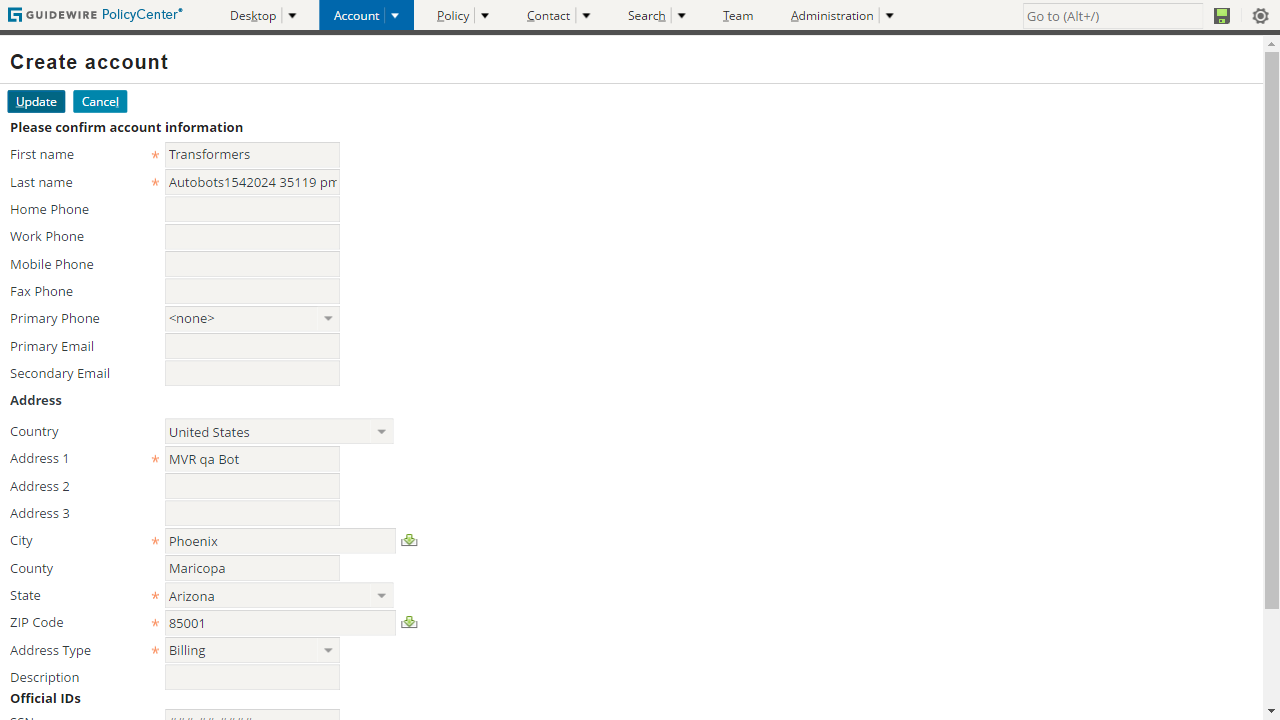 GUIDEWIRE PolicyCenter® Desktop Account Policy Contact Search Team Administration Go to (Alt+/)
Create account
Update Cancel
Please confirm account information
First name * Transformers
Last name * Autobots1542024 35119 pm
Home Phone
Work Phone
Mobile Phone
Fax Phone
Primary Phone <none>
Primary Email
Secondary Email
Address
Country United States
Address 1 * MVR qa Bot
Address 2
Address 3
City * Phoenix
County Maricopa
State * Arizona
ZIP Code * 85001
Address Type * Billing
Description
Official IDs